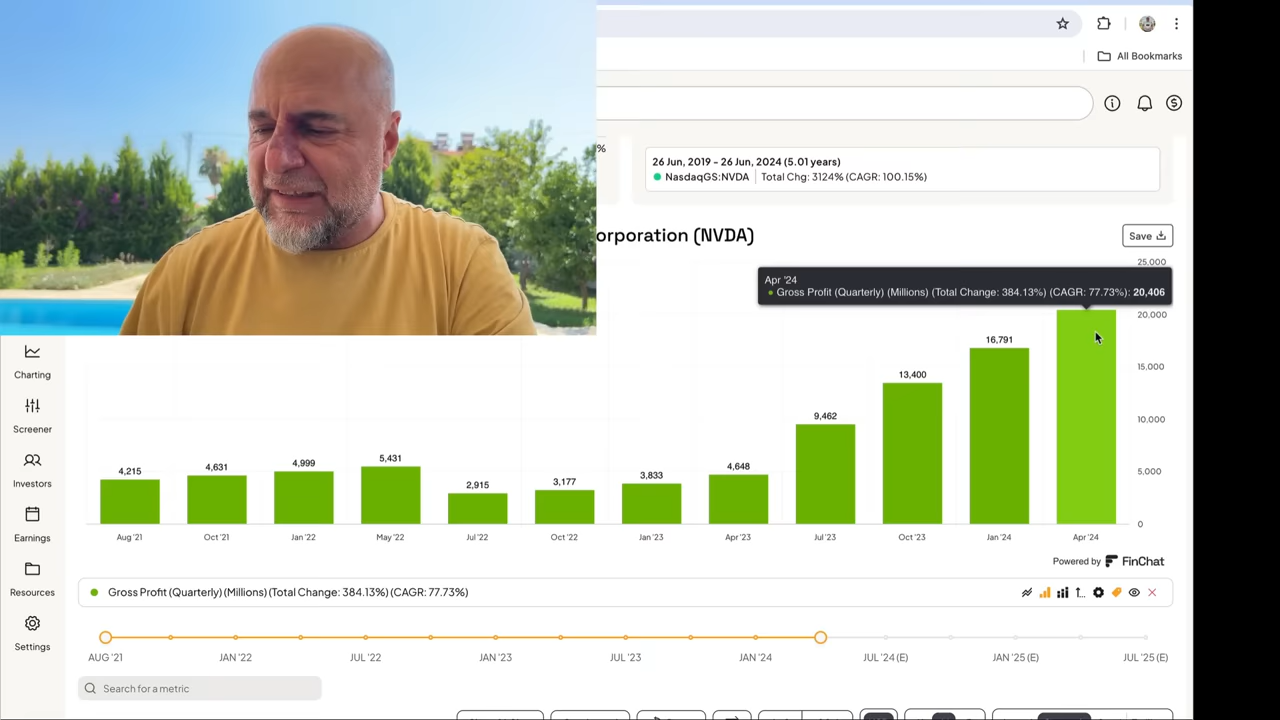 All Bookmarks
%
26 Jun, 2019 - 26 Jun, 2024 (5.01 years)
NasdaqGS:NVDA Total Chg: 3124% (CAGR: 100.15%)
orporation (NVDA)
Save
25,000
Apr '24
Gross Profit (Quarterly) (Millions) (Total Change: 384.13%) (CAGR: 77.73%): 20,406
20,000
15,000
10,000
5,000
0
4,215
4,631
4,999
5,431
2,915
3,177
3,833
4,648
9,462
13,400
16,791
Aug '21
Oct '21
Jan '22
May '22
Jul '22
Oct '22
Jan '23
Apr '23
Jul '23
Oct '23
Jan '24
Apr '24
Charting
Screener
Investors
Earnings
Resources
Settings
Powered by FinChat
Gross Profit (Quarterly) (Millions) (Total Change: 384.13%) (CAGR: 77.73%)
AUG '21
JAN '22
JUL '22
JAN '23
JUL '23
JAN '24
JUL '24 (E)
JAN '25 (E)
JUL '25 (E)
Search for a metric